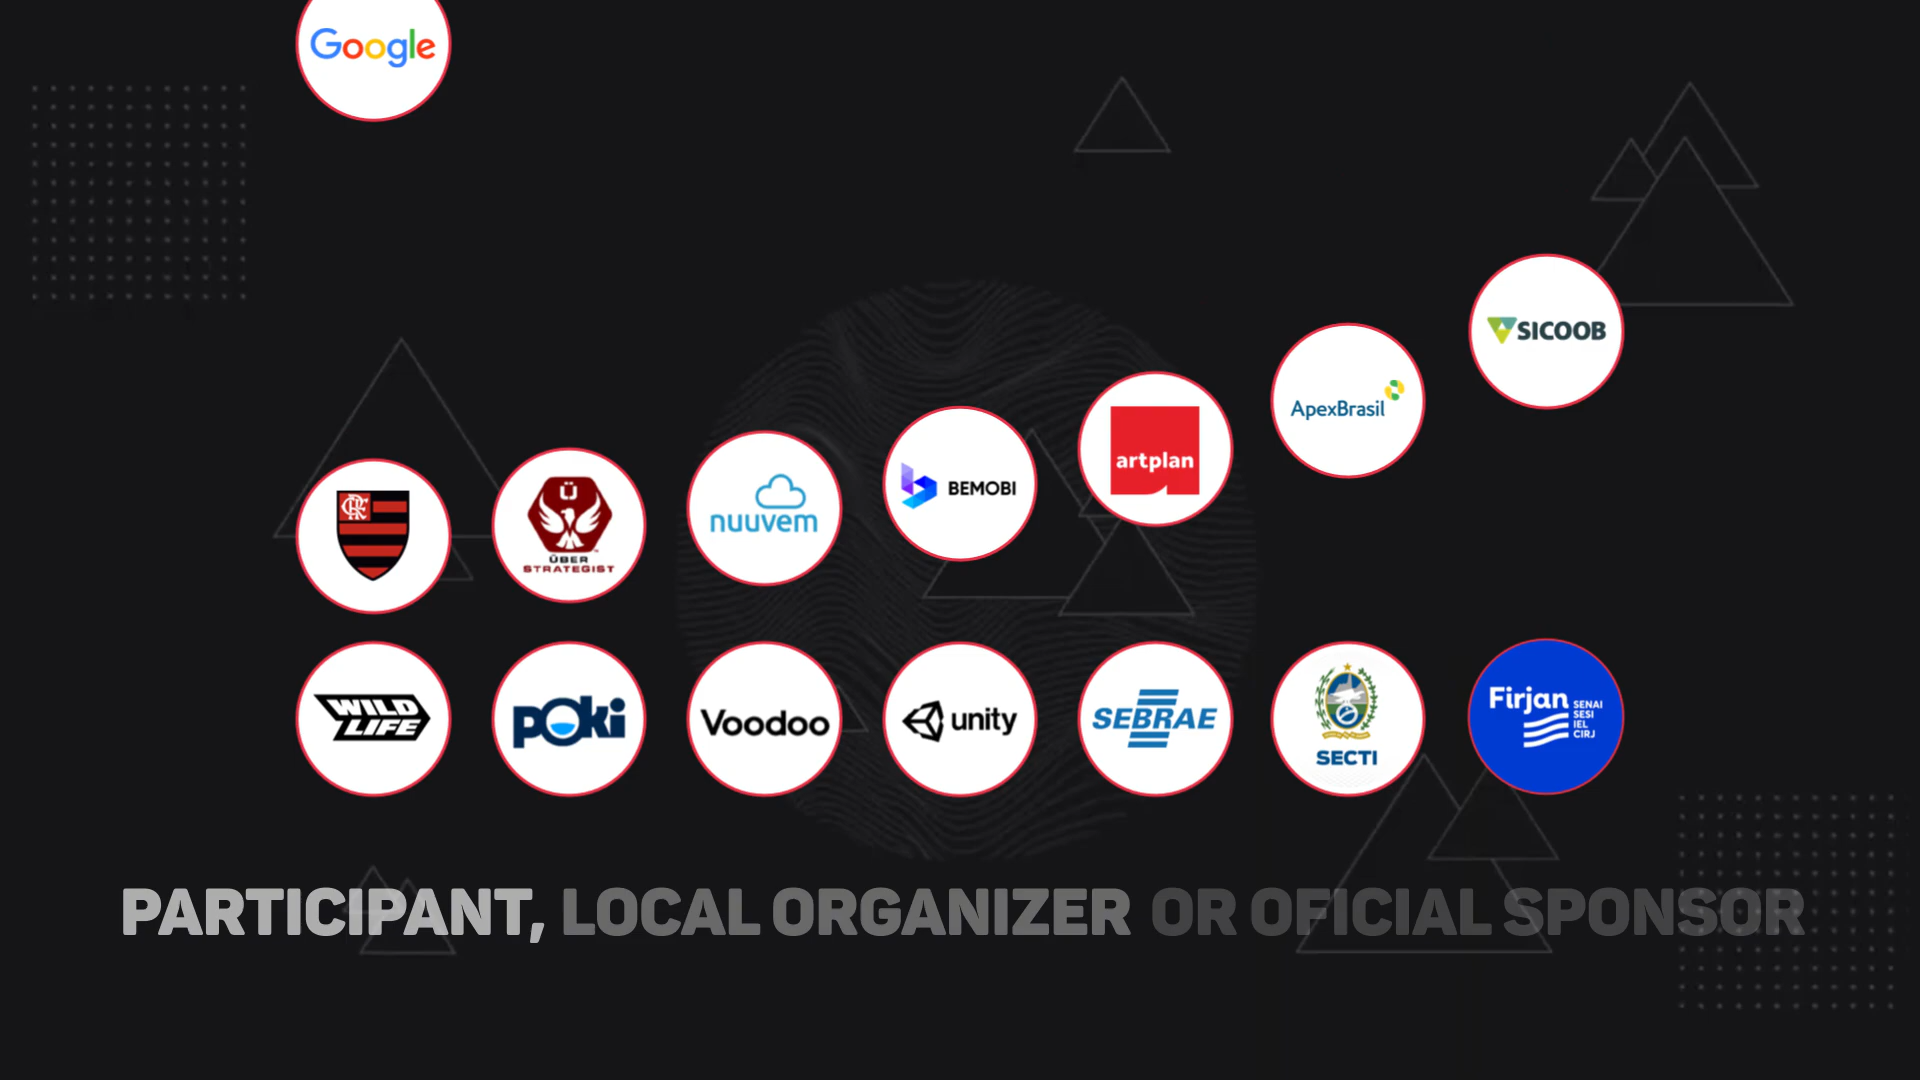 Google
SICOOB
ApexBrasil
artplan
BEMOBI
nuuvem
Ü
ÜBER
STRATEGIST
CRF
WILD
LIFE
poki
Voodoo
unity
SEBRAE
SECTI
Firjan SENAI
SESI
IEL
CIRJ
PARTICIPANT, LOCAL ORGANIZER OR OFICIAL SPONSOR